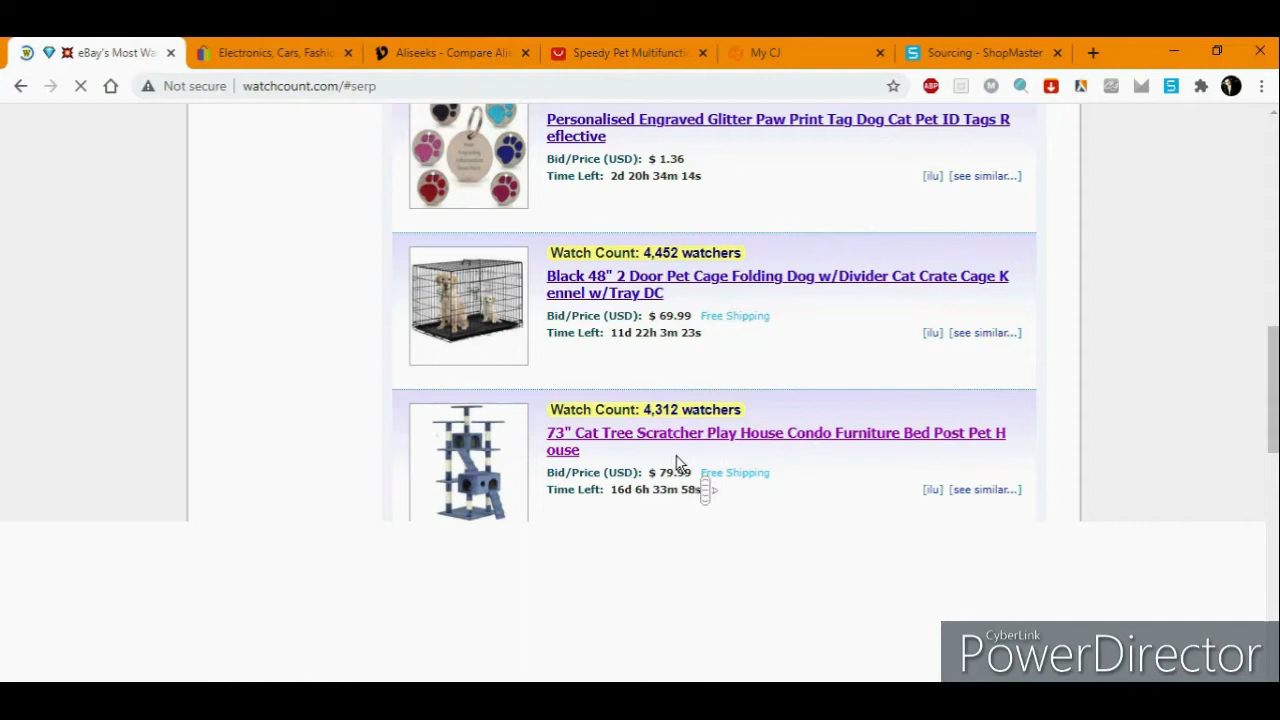 eBay's Most Wa
Electronics, Cars, Fashio
Aliseeks - Compare Alie
Speedy Pet Multifuncti
My CJ
Sourcing - ShopMaster
Not secure
watchcount.com/#serp
Personalised Engraved Glitter Paw Print Tag Dog Cat Pet ID Tags R
eflective
Bid/Price (USD): $ 1.36
Time Left: 2d 20h 34m 14s [ilu] [see similar...]
Watch Count: 4,452 watchers
Black 48" 2 Door Pet Cage Folding Dog w/Divider Cat Crate Cage K
ennel w/Tray DC
Bid/Price (USD): $ 69.99 Free Shipping
Time Left: 11d 22h 3m 23s [ilu] [see similar...]
Watch Count: 4,312 watchers
73" Cat Tree Scratcher Play House Condo Furniture Bed Post Pet H
ouse
Bid/Price (USD): $ 79.99 Free Shipping
Time Left: 16d 6h 33m 58s [ilu] [see similar...]
CyberLink
PowerDirector